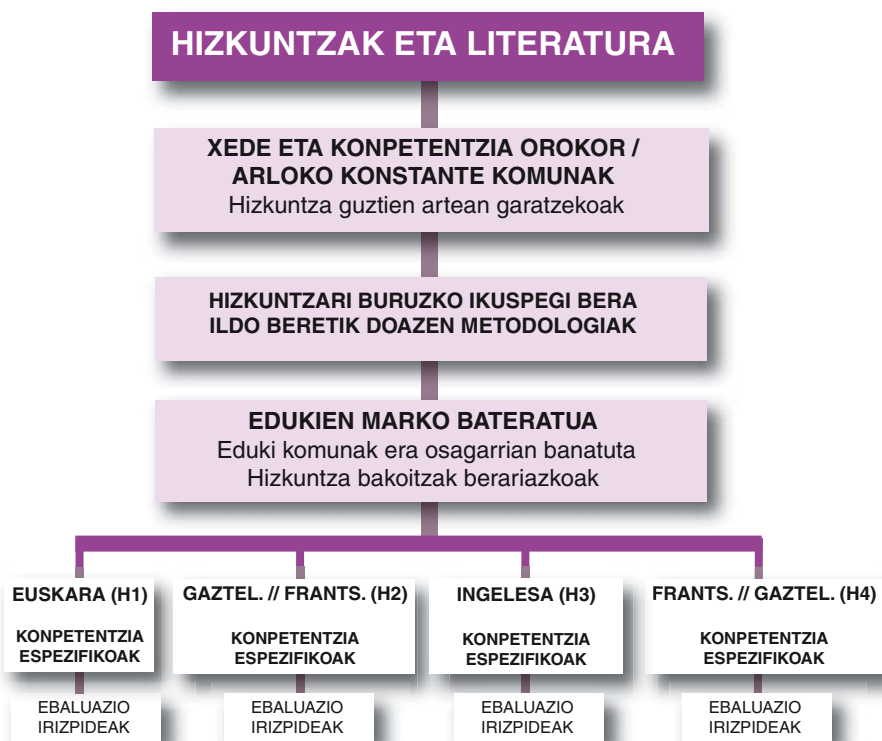 HIZKUNTZAK ETA LITERATURA
XEDE ETA KONPETENTZIA OROKOR /
ARLOKO KONSTANTE KOMUNAK
Hizkuntza guztien artean garatzekoak
HIZKUNTZARI BURUZKO IKUSPEGI BERA
ILDO BERETIK DOAZEN METODOLOGIAK
EDUKIEN MARKO BATERATUA
Eduki komunak era osagarrian banatuta
Hizkuntza bakoitzak berariazkoak
EUSKARA (H1)
KONPETENTZIA
ESPEZIFIKOAK
EBALUAZIO
IRIZPIDEAK
GAZTEL. // FRANTS. (H2)
KONPETENTZIA
ESPEZIFIKOAK
EBALUAZIO
IRIZPIDEAK
INGELESA (H3)
KONPETENTZIA
ESPEZIFIKOAK
EBALUAZIO
IRIZPIDEAK
FRANTS. // GAZTEL. (H4)
KONPETENTZIA
ESPEZIFIKOAK
EBALUAZIO
IRIZPIDEAK